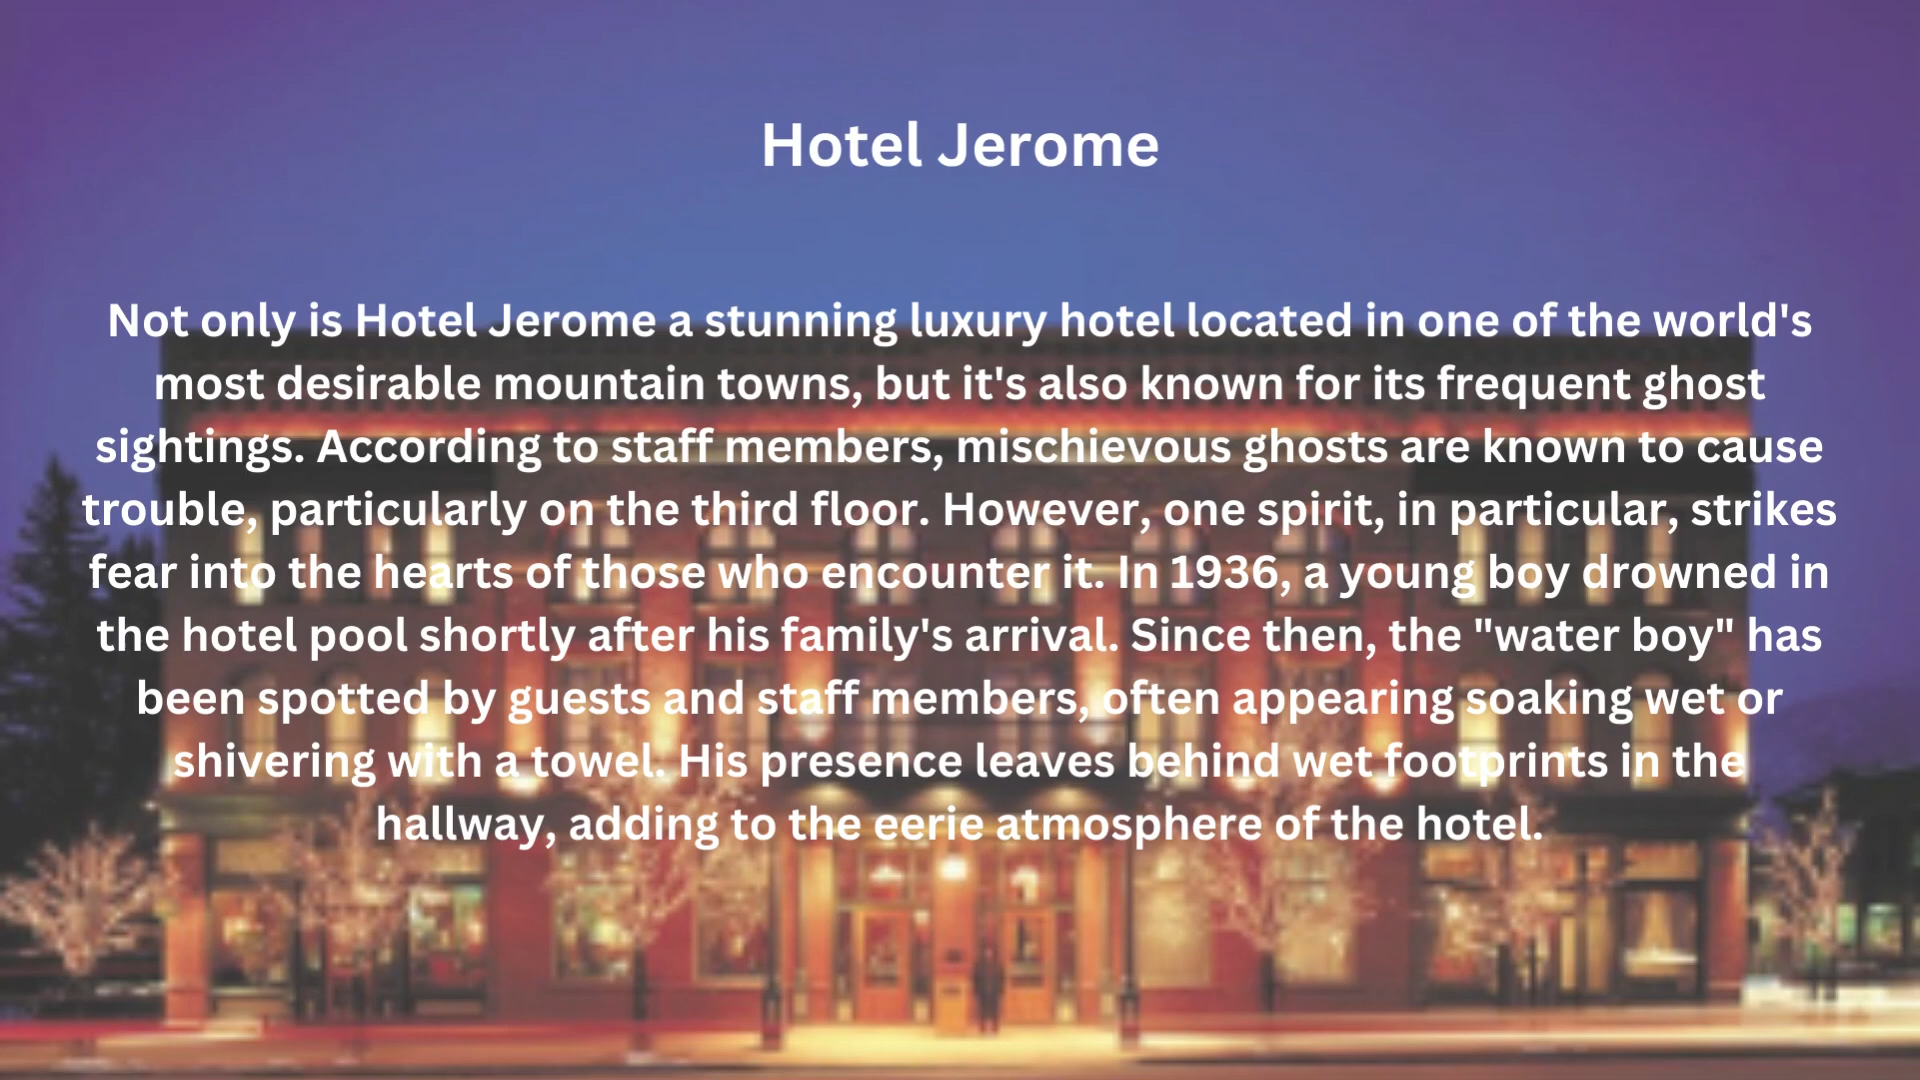 Hotel Jerome
Not only is Hotel Jerome a stunning luxury hotel located in one of the world's
most desirable mountain towns, but it's also known for its frequent ghost
sightings. According to staff members, mischievous ghosts are known to cause
trouble, particularly on the third floor. However, one spirit, in particular, strikes
fear into the hearts of those who encounter it. In 1936, a young boy drowned in
the hotel pool shortly after his family's arrival. Since then, the "water boy" has
been spotted by guests and staff members, often appearing soaking wet or
shivering with a towel. His presence leaves behind wet footprints in the
hallway, adding to the eerie atmosphere of the hotel.